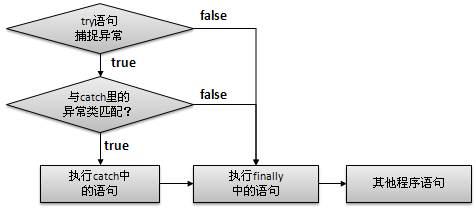 try语句
捕捉异常
false
true
与catch里的
异常类匹配？
false
true
执行catch中
的语句
执行finally
中的语句
其他程序语句